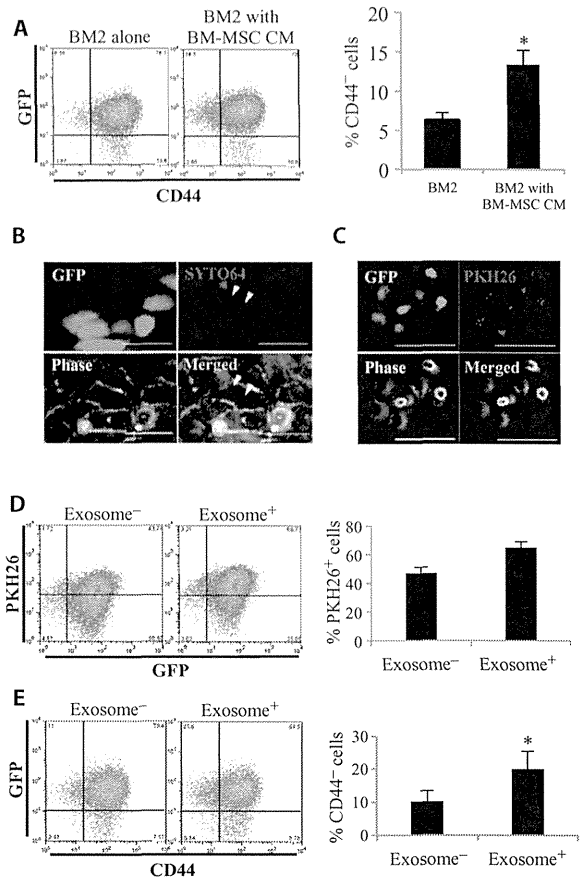 A
BM2 alone
BM2 with
BM-MSC CM
GFP
CD44
% CD44⁻ cells
20
15
10
5
0
*
BM2
BM2 with
BM-MSC CM
B
GFP
SYTO64
Phase
Merged
C
GFP
PKH26
Phase
Merged
D
Exosome⁻
Exosome⁺
PKH26
GFP
% PKH26⁺ cells
80
60
40
20
0
Exosome⁻
Exosome⁺
E
Exosome⁻
Exosome⁺
GFP
CD44
% CD44⁻ cells
30
20
10
0
*
Exosome⁻
Exosome⁺